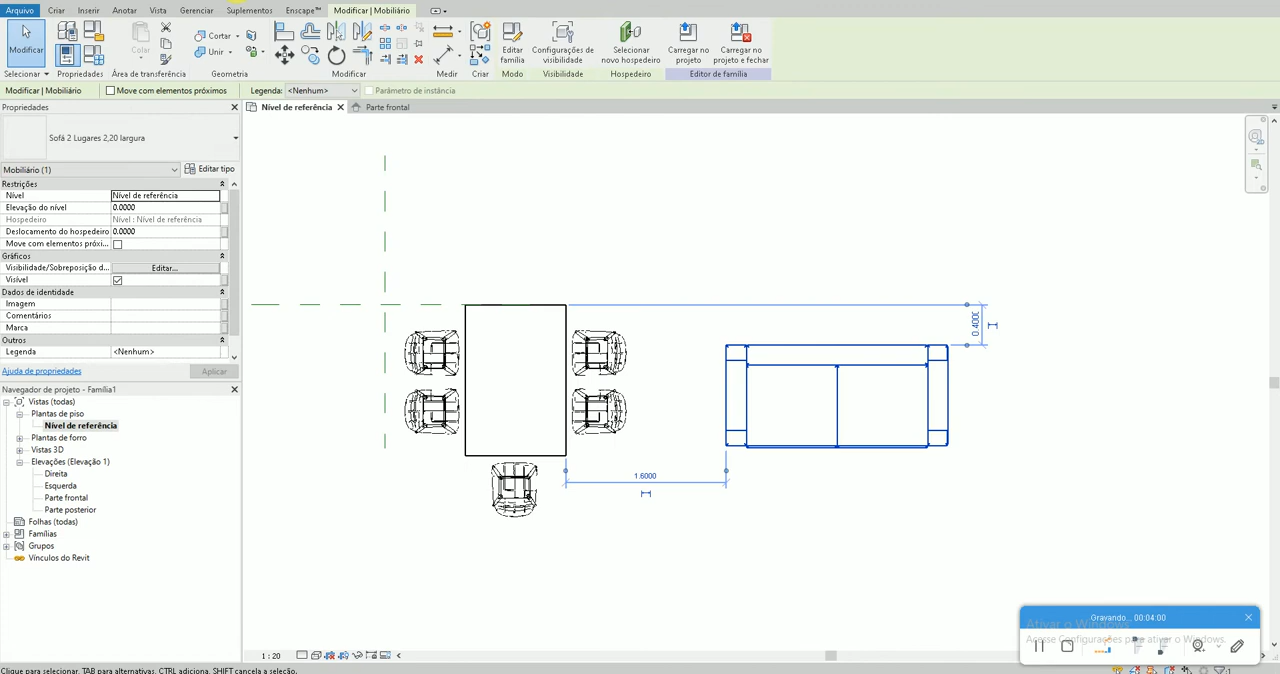 Arquivo Criar Inserir Anotar Vista Gerenciar Suplementos Enscape™ Modificar | Mobiliário
Modificar
Colar
Cortar
Unir
Editar família
Configurações de visibilidade
Selecionar novo hospedeiro
Carregar no projeto
Carregar no projeto e fechar
Selecionar Propriedades Área de transferência Geometria Modificar Medir Criar Modo Visibilidade Hospedeiro Editor de família
Modificar | Mobiliário Move com elementos próximos Legenda: <Nenhum> Parâmetro de instância
Propriedades
Nível de referência Parte frontal
Sofá 2 Lugares 2,20 largura
Mobiliário (1) Editar tipo
Restrições
Nível Nível de referência
Elevação do nível 0.0000
Hospedeiro Nível : Nível de referência
Deslocamento do hospedeiro 0.0000
Move com elementos próxi...
Gráficos
Visibilidade/Sobreposição d... Editar...
Visível
Dados de identidade
Imagem
Comentários
Marca
Outros
Legenda <Nenhum>
Ajuda de propriedades Aplicar
Navegador de projeto - Família1
Vistas (todas)
Plantas de piso
Nível de referência
Plantas de forro
Vistas 3D
Elevações (Elevação 1)
Direita
Esquerda
Parte frontal
Parte posterior
Folhas (todas)
Famílias
Grupos
Vínculos do Revit
0.4000
1.6000
Gravando... 00:04:00
Ativar o Windows
Acesse Configurações para ativar o Windows.
1 : 20
Clique para selecionar, TAB para alternativas, CTRL adiciona, SHIFT cancela a seleção.
:1